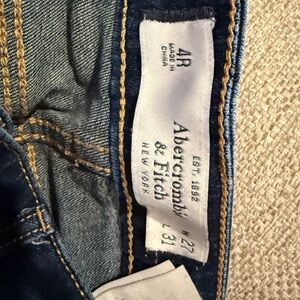 4R
MADE IN
CHINA
EST. 1892
Abercrombie
& Fitch
NEW YORK
W 27
L 31